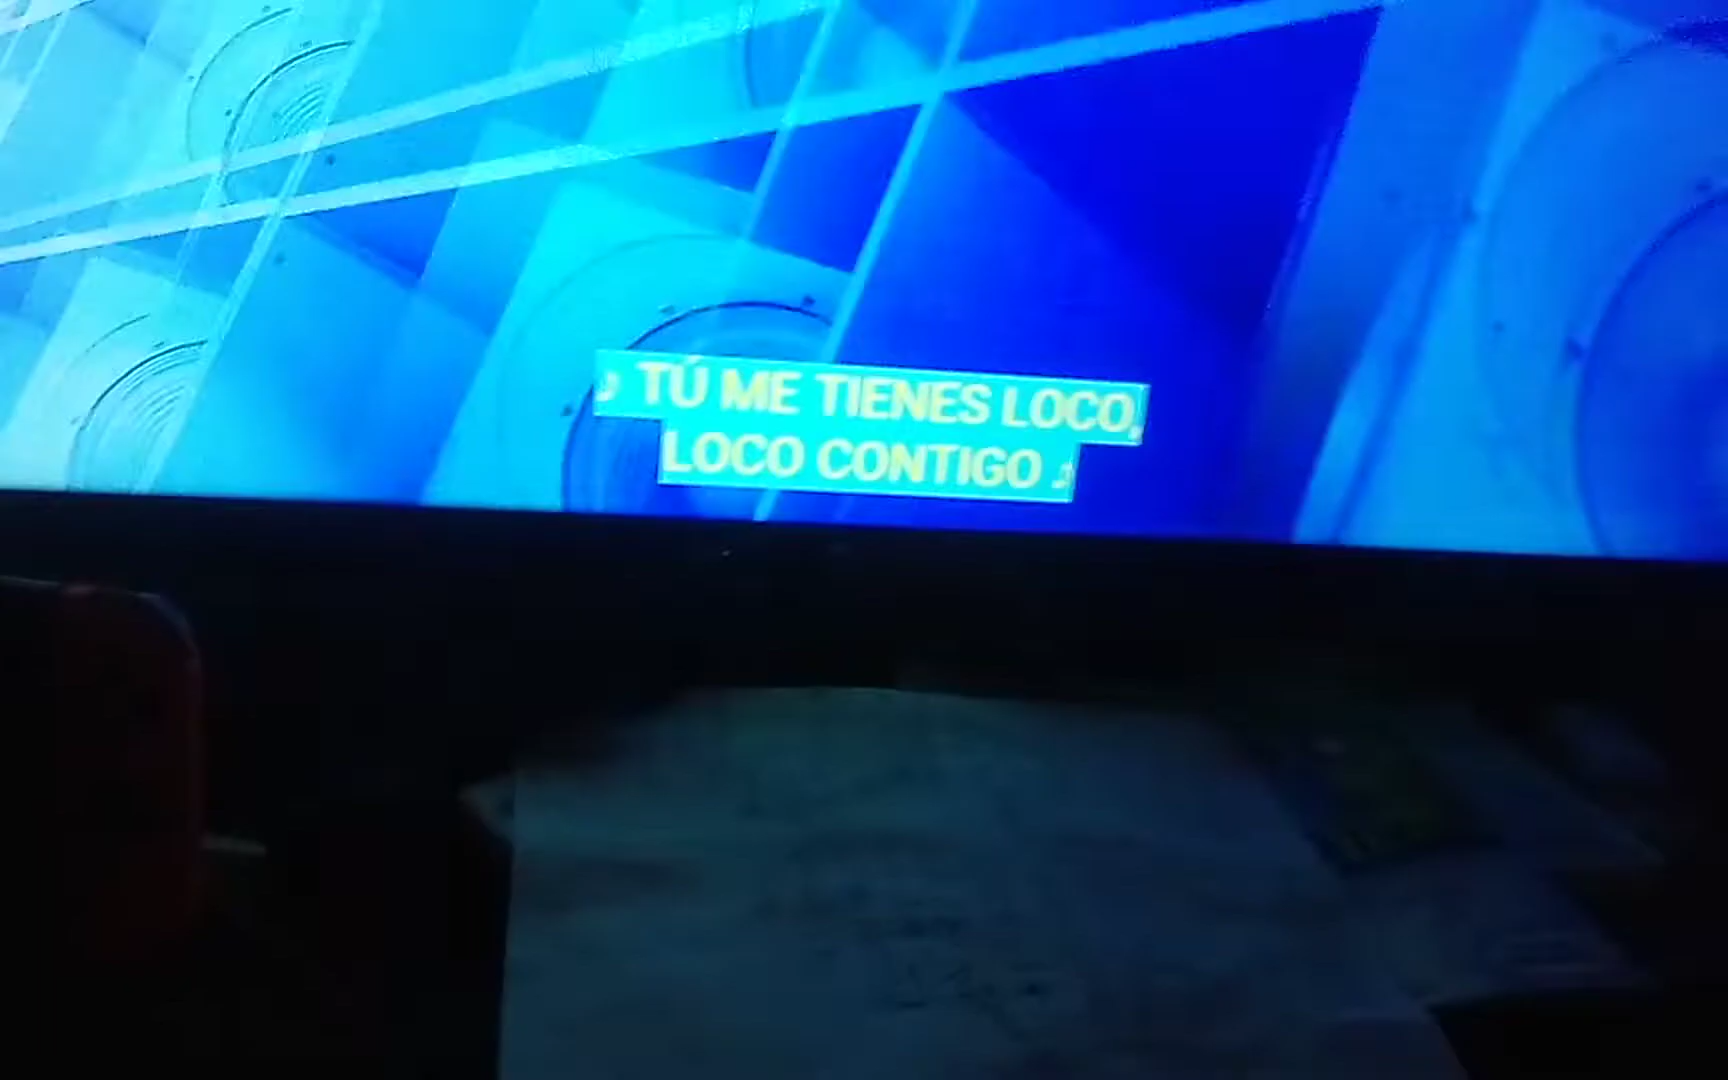 ♪ TÚ ME TIENES LOCO,
LOCO CONTIGO ♪